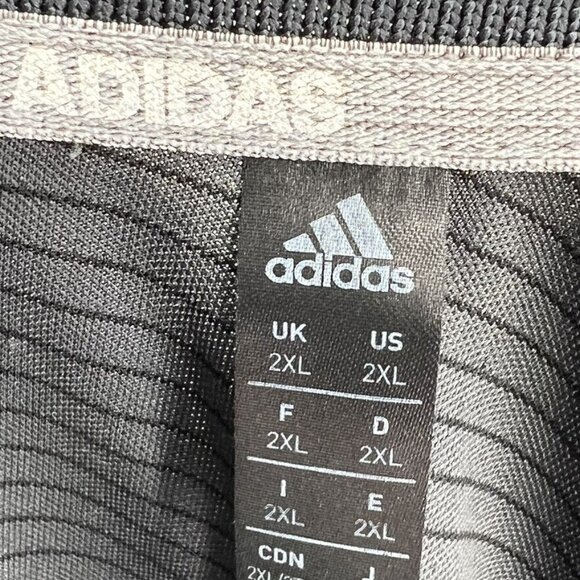 ADIDAS
adidas
UK US
2XL 2XL
F D
2XL 2XL
I E
2XL 2XL
CDN J